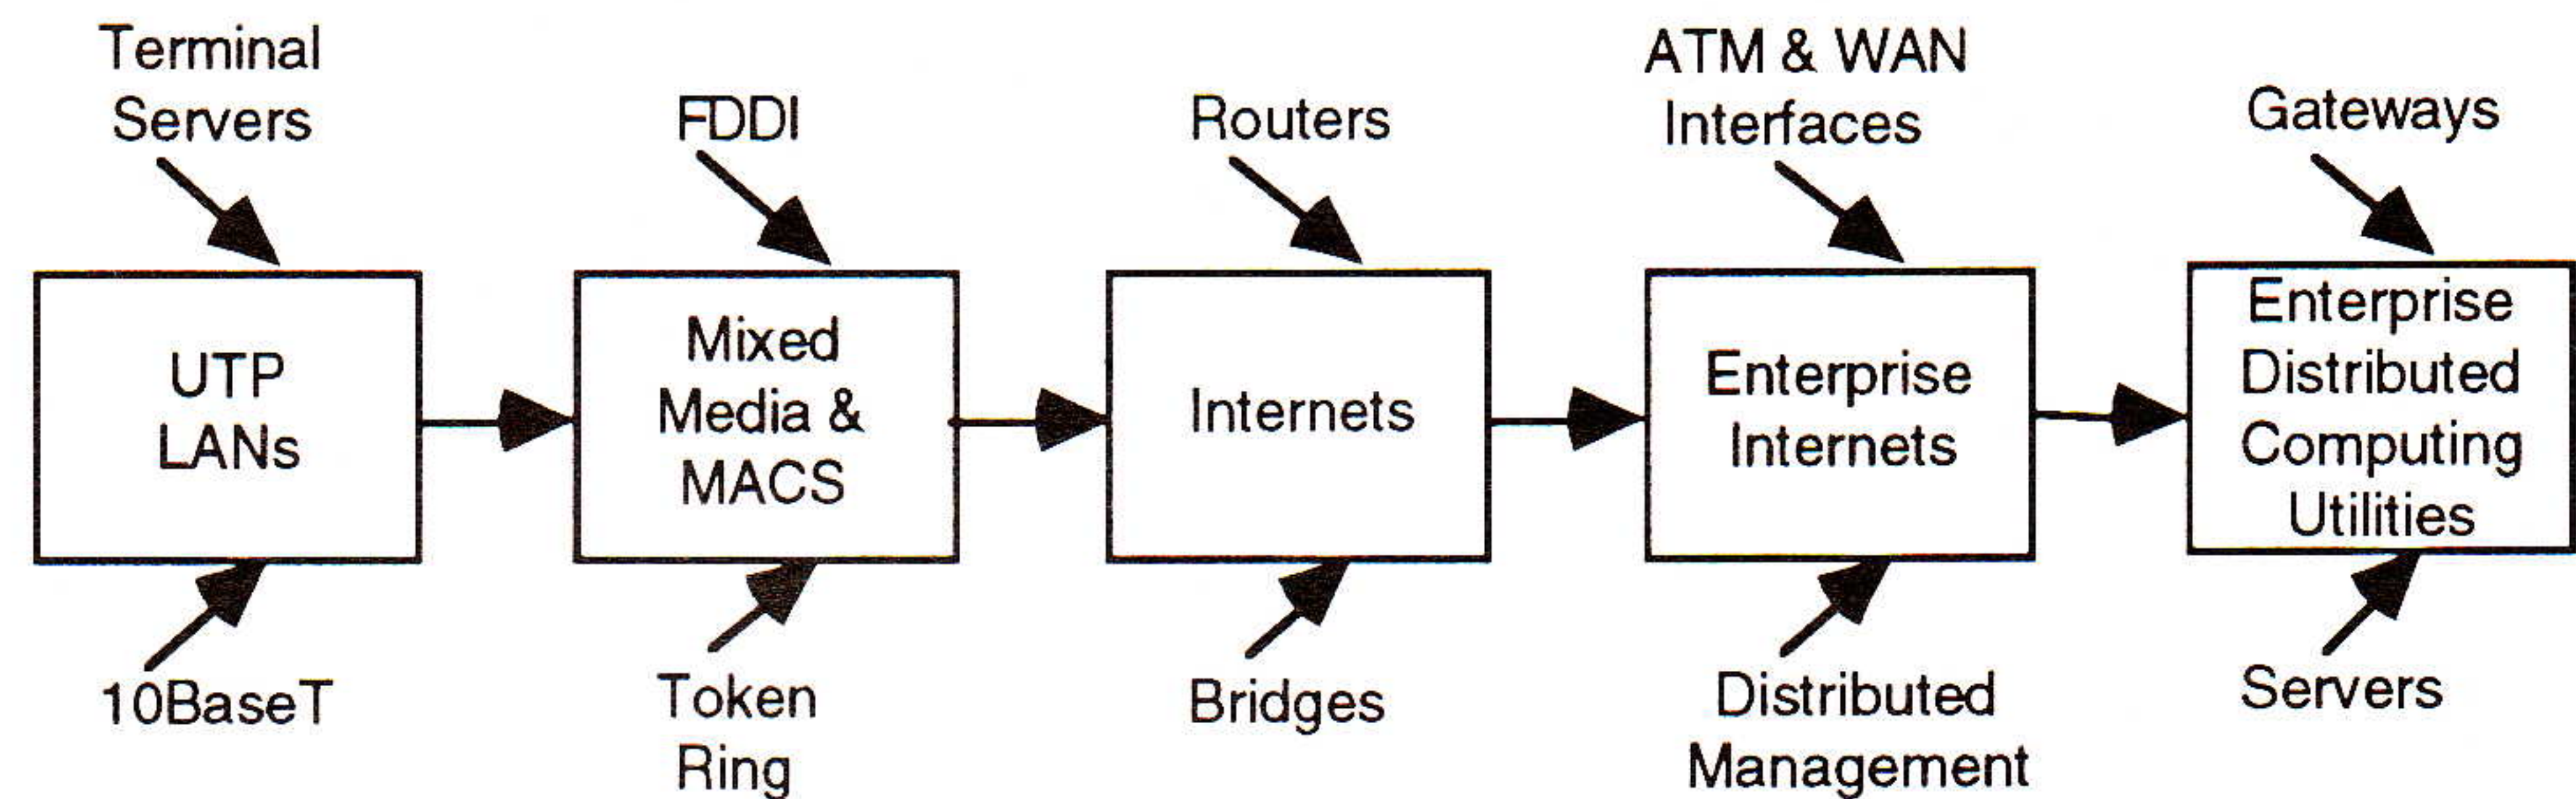 Terminal
Servers
FDDI
Routers
ATM & WAN
Interfaces
Gateways
UTP
LANs
Mixed
Media &
MACS
Internets
Enterprise
Internets
Enterprise
Distributed
Computing
Utilities
10BaseT
Token
Ring
Bridges
Distributed
Management
Servers